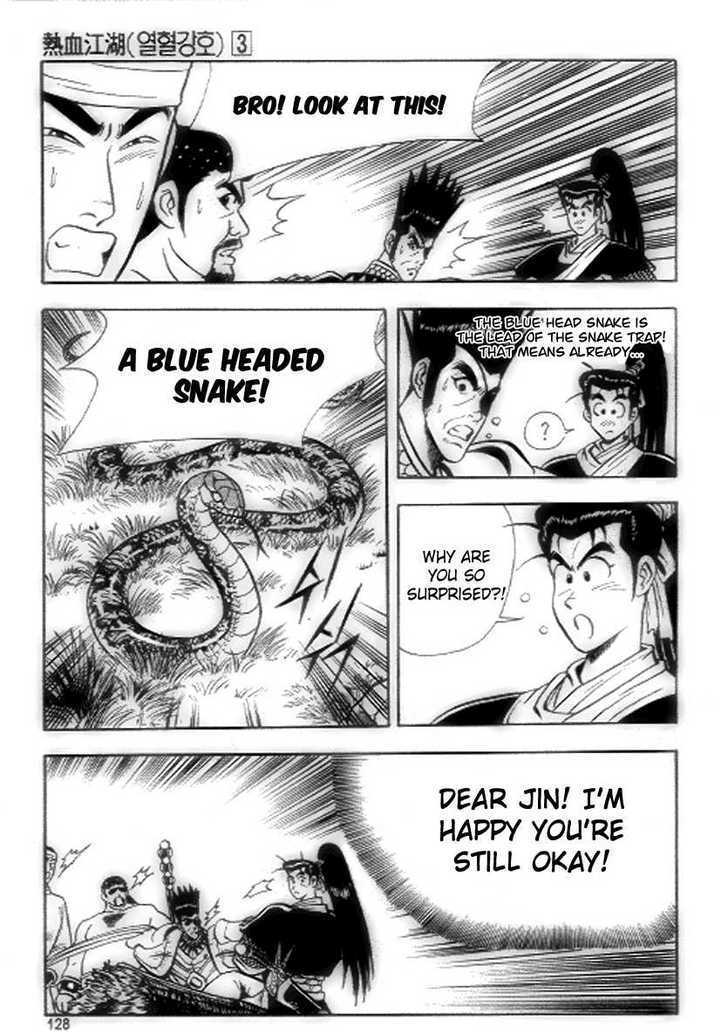 熱血江湖(열혈강호) 3
BRO! LOOK AT THIS!
A BLUE HEADED
SNAKE!
THE BLUE HEAD SNAKE IS
THE LEAD OF THE SNAKE TRAP!
THAT MEANS ALREADY...
?
WHY ARE
YOU SO
SURPRISED?!
스스
DEAR JIN! I'M
HAPPY YOU'RE
STILL OKAY!
128